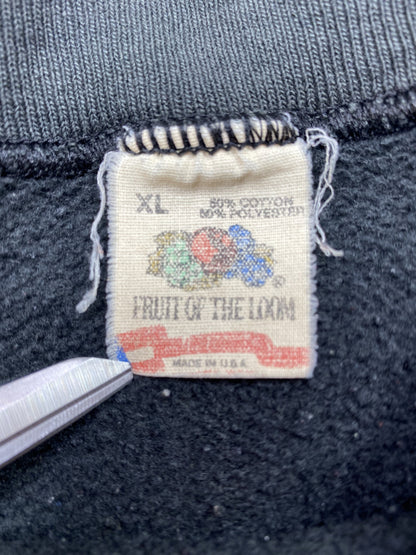 XL
50% COTTON
50% POLYESTER
®
FRUIT OF THE LOOM
MADE IN U.S.A.